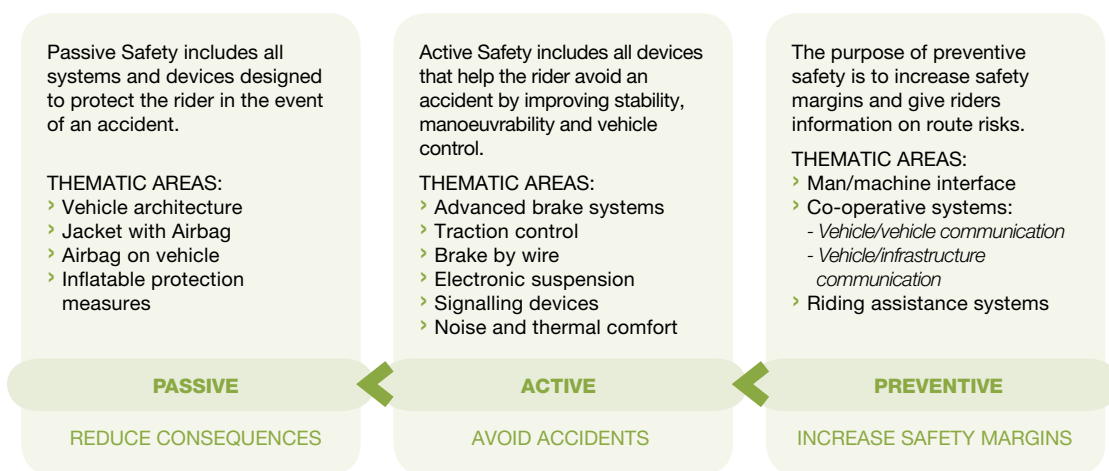 Passive Safety includes all
systems and devices designed
to protect the rider in the event
of an accident.
THEMATIC AREAS:
› Vehicle architecture
› Jacket with Airbag
› Airbag on vehicle
› Inflatable protection
measures
PASSIVE
REDUCE CONSEQUENCES
Active Safety includes all devices
that help the rider avoid an
accident by improving stability,
manoeuvrability and vehicle
control.
THEMATIC AREAS:
› Advanced brake systems
› Traction control
› Brake by wire
› Electronic suspension
› Signalling devices
› Noise and thermal comfort
ACTIVE
AVOID ACCIDENTS
The purpose of preventive
safety is to increase safety
margins and give riders
information on route risks.
THEMATIC AREAS:
› Man/machine interface
› Co-operative systems:
- Vehicle/vehicle communication
- Vehicle/infrastructure
communication
› Riding assistance systems
PREVENTIVE
INCREASE SAFETY MARGINS